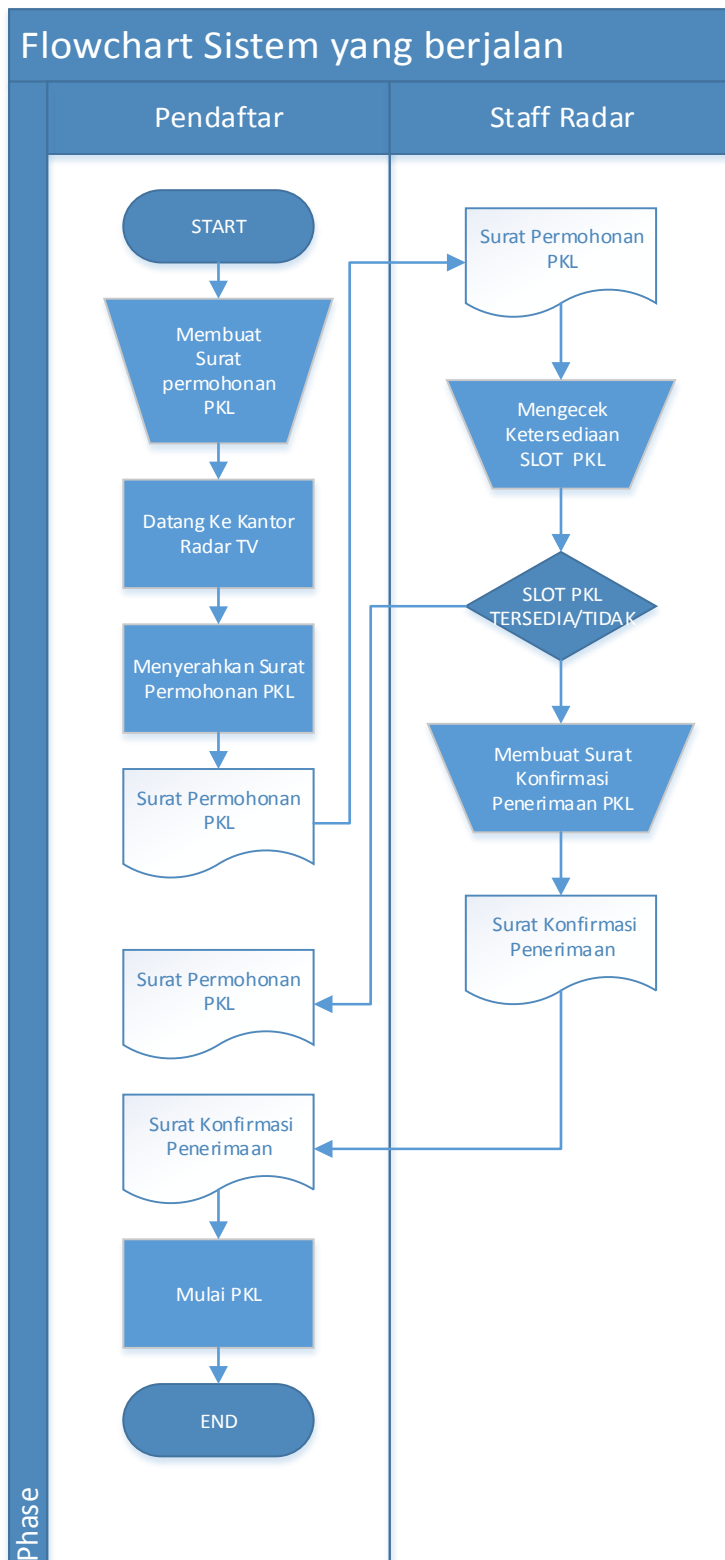 Flowchart Sistem yang berjalan
Pendaftar
Staff Radar
START
Membuat
Surat
permohonan
PKL
Datang Ke Kantor
Radar TV
Menyerahkan Surat
Permohonan PKL
Surat Permohonan
PKL
Surat Permohonan
PKL
Surat Konfirmasi
Penerimaan
Mulai PKL
END
Surat Permohonan
PKL
Mengecek
Ketersediaan
SLOT PKL
SLOT PKL
TERSEDIA/TIDAK
Membuat Surat
Konfirmasi
Penerimaan PKL
Surat Konfirmasi
Penerimaan
Phase